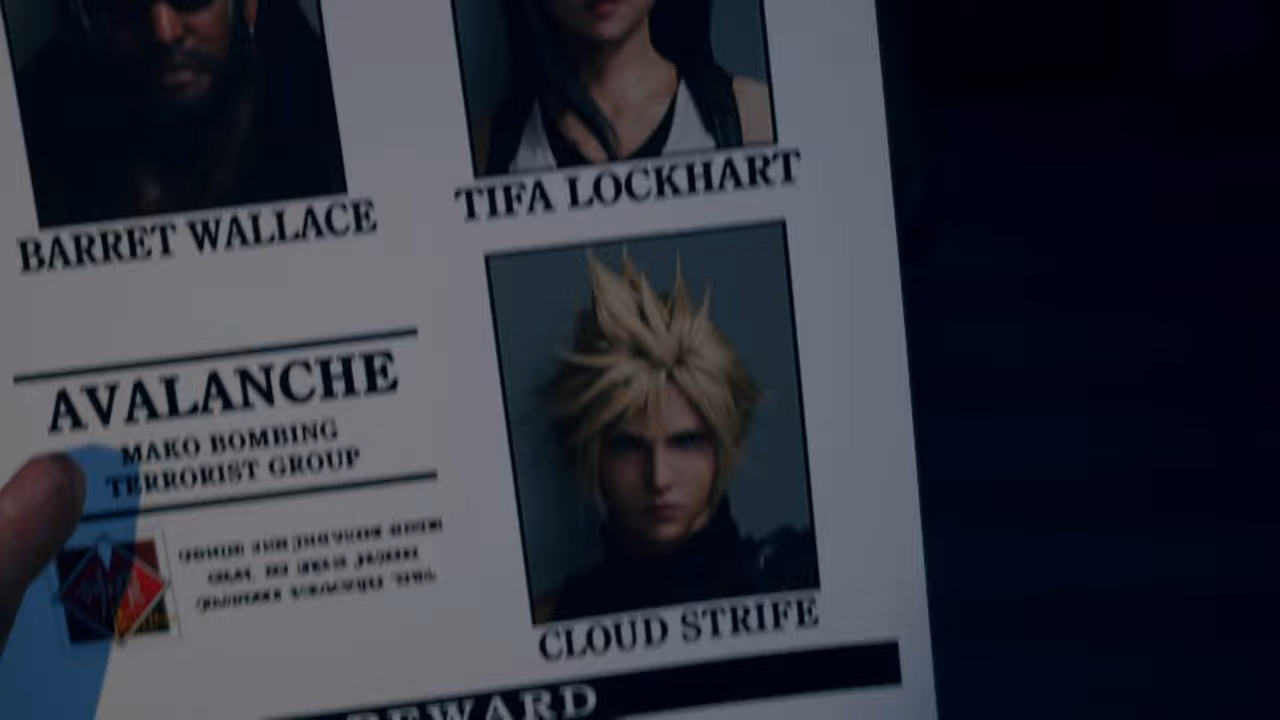 BARRET WALLACE
TIFA LOCKHART
AVALANCHE
MAKO BOMBING
TERRORIST GROUP
CLOUD STRIFE
REWARD